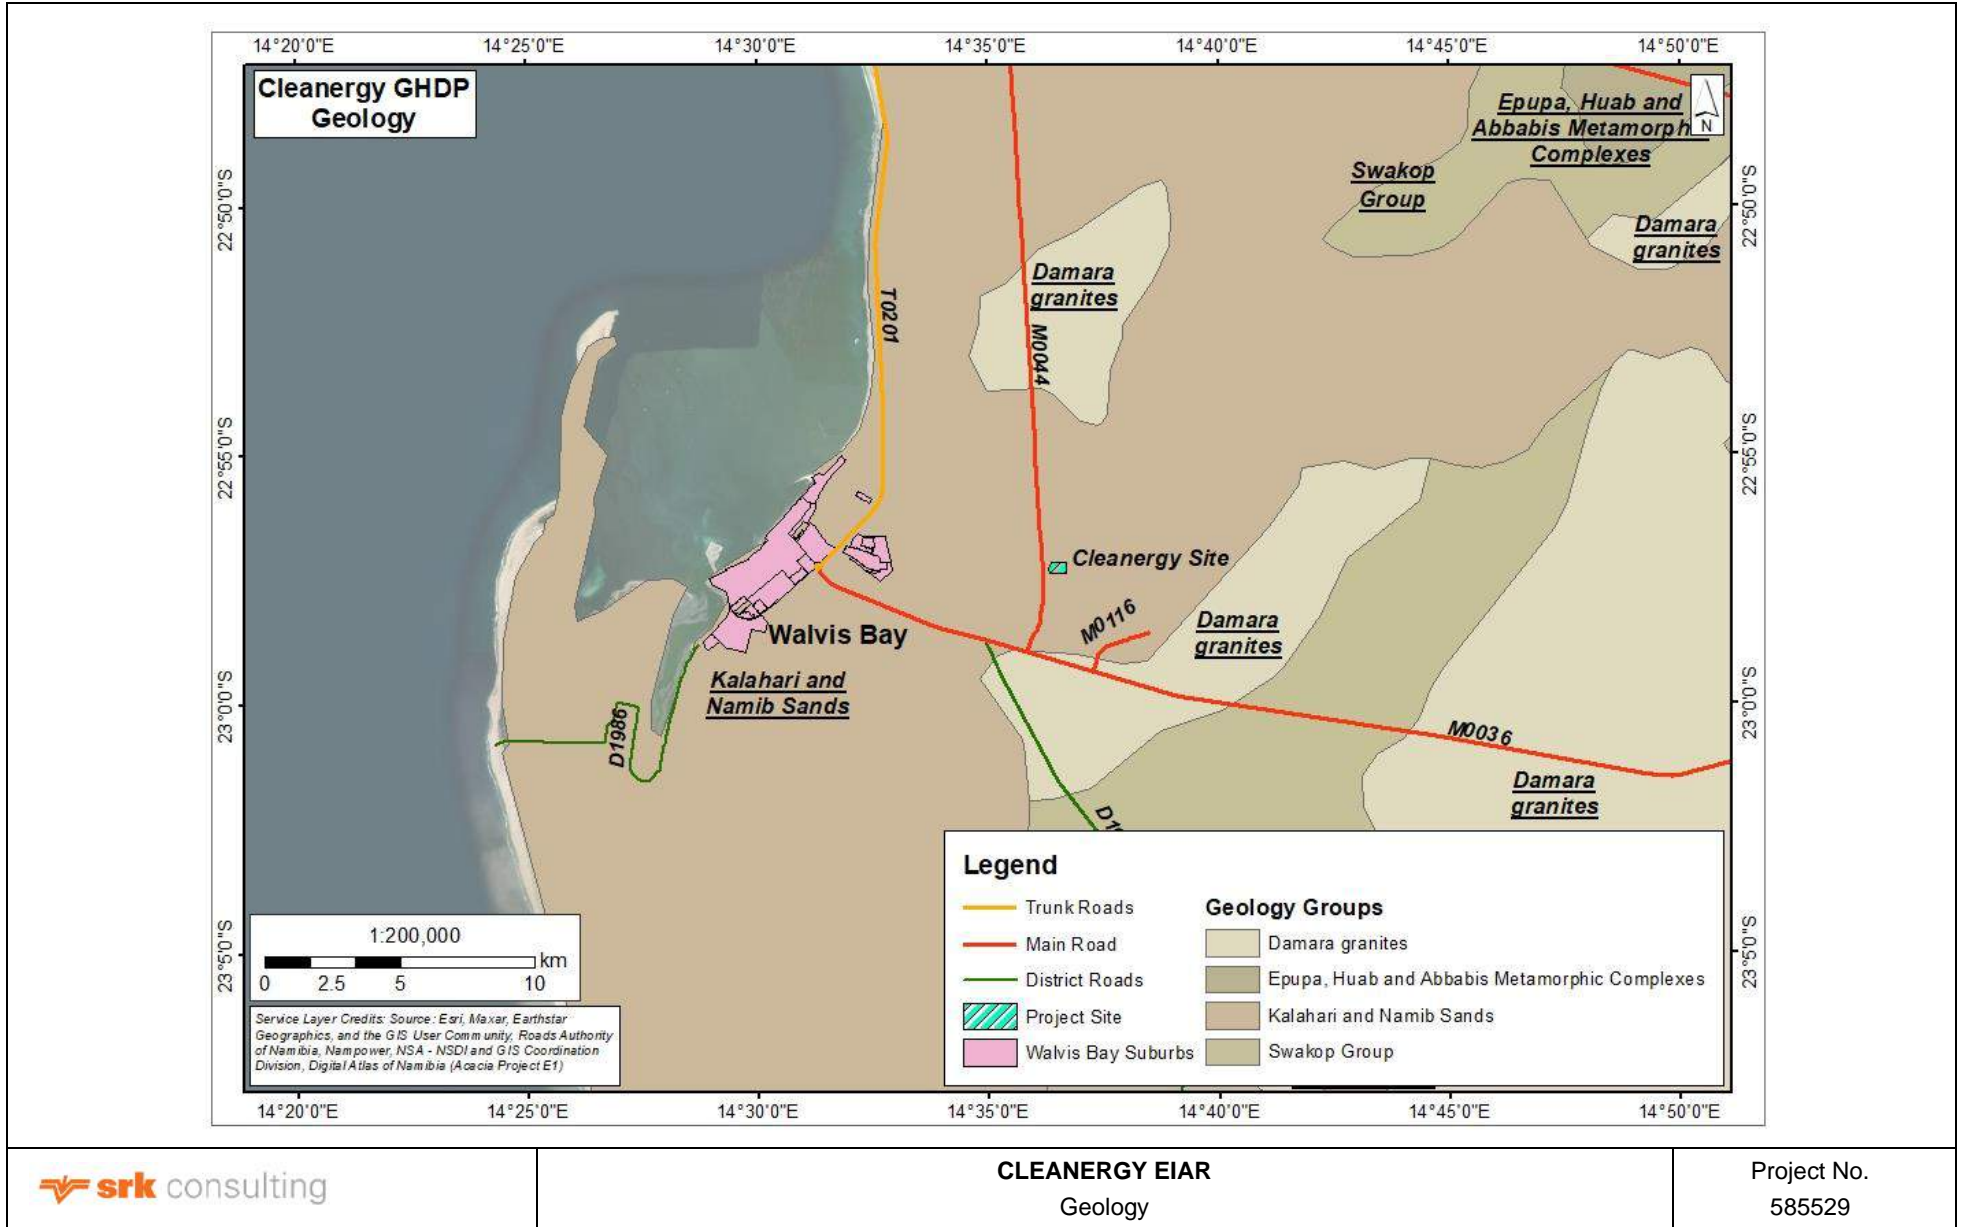 14°20'0"E 14°25'0"E 14°30'0"E 14°35'0"E 14°40'0"E 14°45'0"E 14°50'0"E
Cleanergy GHDP
Geology
Epupa, Huab and
Abbabis Metamorph
Complexes
N
Swakop
Group
22°50'0"S
22°50'0"S
Damara
granites
Damara
granites
T0201
M0044
22°55'0"S
22°55'0"S
Cleanergy Site
M0116
Damara
granites
Walvis Bay
Kalahari and
Namib Sands
23°0'0"S
23°0'0"S
D1986
M0036
Damara
granites
Legend
Trunk Roads
Main Road
District Roads
Project Site
Walvis Bay Suburbs
Geology Groups
Damara granites
Epupa, Huab and Abbabis Metamorphic Complexes
Kalahari and Namib Sands
Swakop Group
1:200,000
km
0 2.5 5 10
23°5'0"S
23°5'0"S
Service Layer Credits: Source: Esri, Maxar, Earthstar
Geographics, and the GIS User Community, Roads Authority
of Namibia, Nampower, NSA - NSDI and GIS Coordination
Division, Digital Atlas of Namibia (Acacia Project E1)
14°20'0"E 14°25'0"E 14°30'0"E 14°35'0"E 14°40'0"E 14°45'0"E 14°50'0"E
srk consulting
CLEANERGY EIAR
Geology
Project No.
585529